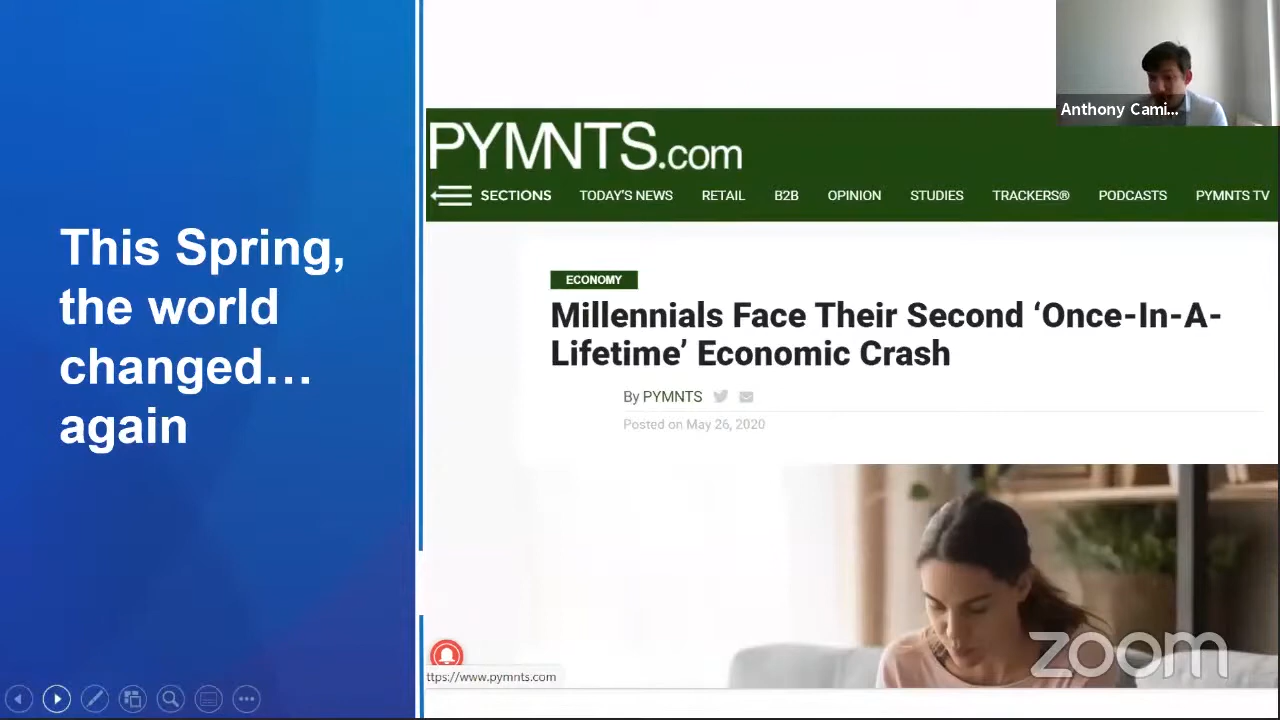 This Spring,
the world
changed…
again
Anthony Cami...
PYMNTS.com
SECTIONS TODAY'S NEWS RETAIL B2B OPINION STUDIES TRACKERS® PODCASTS PYMNTS TV
ECONOMY
Millennials Face Their Second ‘Once-In-A-
Lifetime’ Economic Crash
By PYMNTS
Posted on May 26, 2020
zoom
ttps://www.pymnts.com